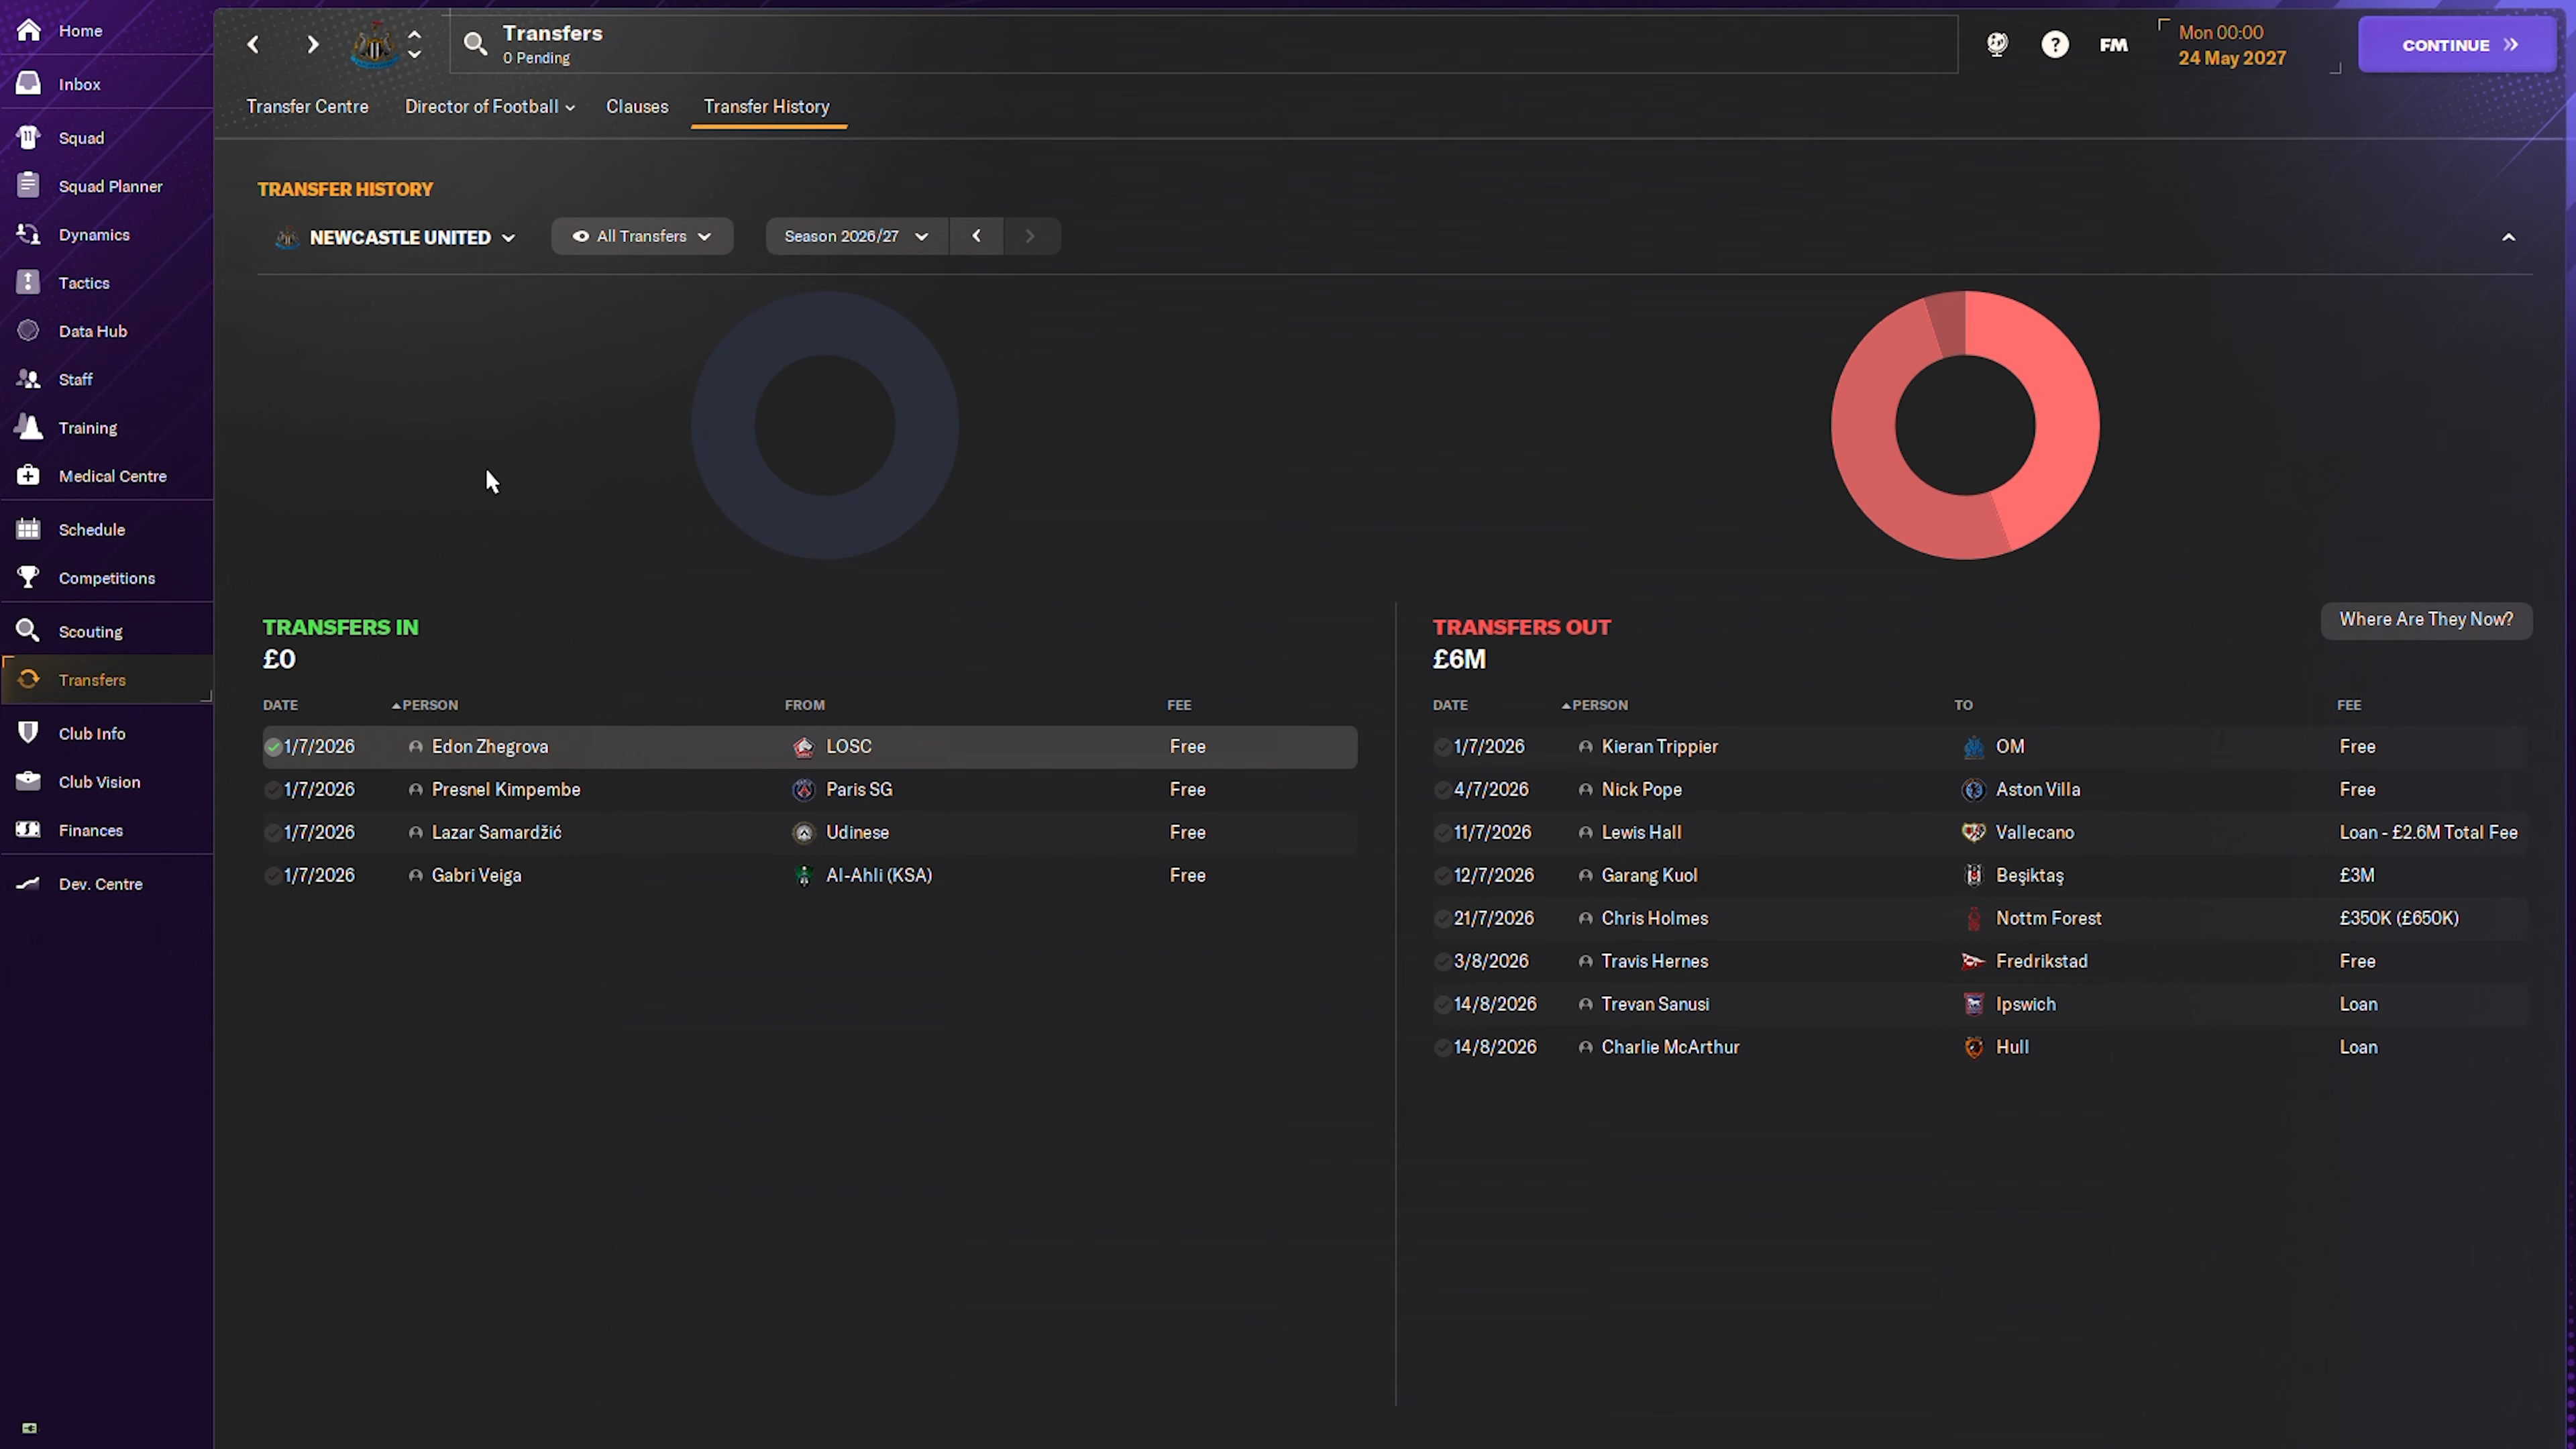 Home
Inbox
Squad
Squad Planner
Dynamics
Tactics
Data Hub
Staff
Training
Medical Centre
Schedule
Competitions
Scouting
Transfers
Club Info
Club Vision
Finances
Dev. Centre
Transfers
0 Pending
FM
Mon 00:00
24 May 2027
CONTINUE
Transfer Centre Director of Football Clauses Transfer History
TRANSFER HISTORY
NEWCASTLE UNITED All Transfers Season 2026/27
TRANSFERS IN
£0
DATE PERSON FROM FEE
1/7/2026 Edon Zhegrova LOSC Free
1/7/2026 Presnel Kimpembe Paris SG Free
1/7/2026 Lazar Samardžić Udinese Free
1/7/2026 Gabri Veiga Al-Ahli (KSA) Free
TRANSFERS OUT
£6M
Where Are They Now?
DATE PERSON TO FEE
1/7/2026 Kieran Trippier OM Free
4/7/2026 Nick Pope Aston Villa Free
11/7/2026 Lewis Hall Vallecano Loan - £2.6M Total Fee
12/7/2026 Garang Kuol Beşiktaş £3M
21/7/2026 Chris Holmes Nottm Forest £350K (£650K)
3/8/2026 Travis Hernes Fredrikstad Free
14/8/2026 Trevan Sanusi Ipswich Loan
14/8/2026 Charlie McArthur Hull Loan